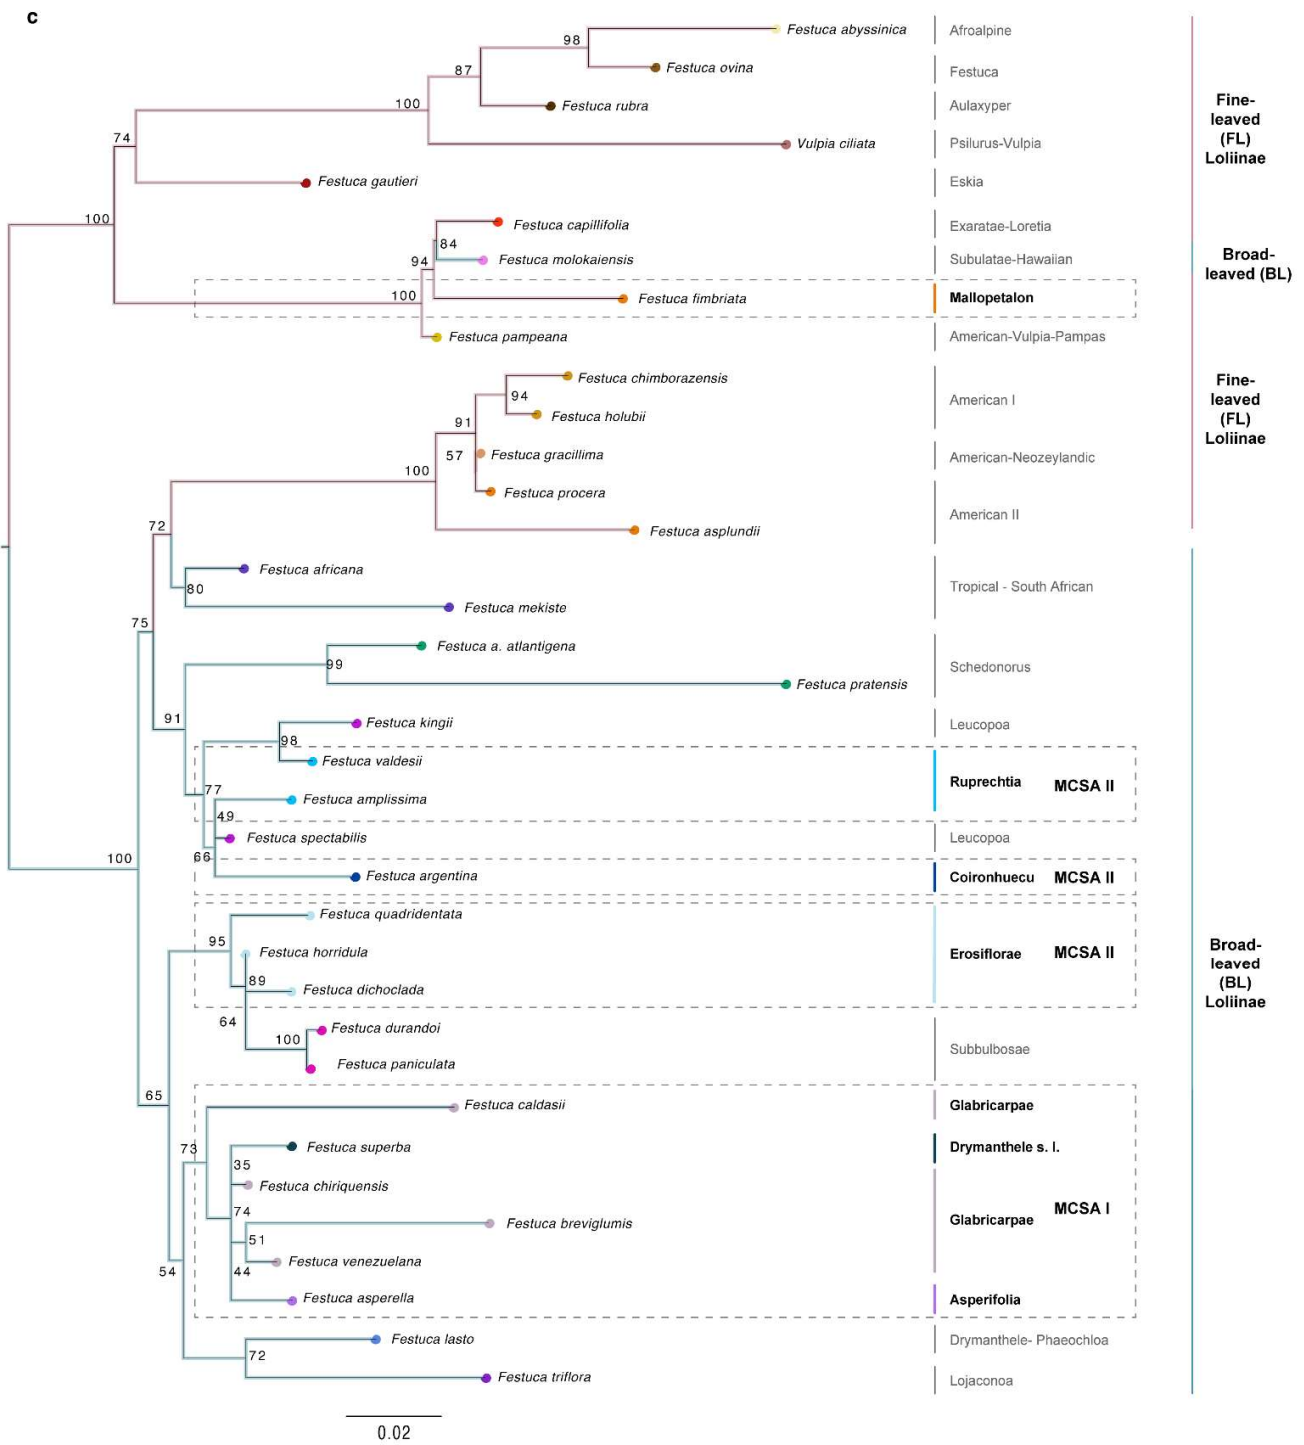 c
98
Festuca abyssinica
Afroalpine
87
Festuca ovina
Festuca
100
Festuca rubra
Aulaxyper
74
Vulpia ciliata
Psilurus-Vulpia
Festuca gautieri
Eskia
Fine-
leaved
(FL)
Loliinae
100
Festuca capillifolia
Exaratae-Loretia
84
94
Festuca molokaiensis
Subulatae-Hawaiian
Broad-
leaved (BL)
100
Festuca fimbriata
Mallopetalon
Festuca pampeana
American-Vulpia-Pampas
Festuca chimborazensis
94
American I
Festuca holubii
91
57
Festuca gracillima
American-Neozeylandic
100
Festuca procera
American II
Festuca asplundii
Fine-
leaved
(FL)
Loliinae
72
Festuca africana
80
Tropical - South African
Festuca mekiste
75
Festuca a. atlantigena
99
Schedonorus
Festuca pratensis
91
Festuca kingii
Leucopoa
98
Festuca valdesii
77
Ruprechtia
MCSA II
Festuca amplissima
49
Festuca spectabilis
Leucopoa
66
100
Festuca argentina
Coironhuecu
MCSA II
Festuca quadridentata
95
Festuca horridula
Erosiflorae
MCSA II
89
Festuca dichoclada
64
Festuca durandoi
100
Subbulbosae
Festuca paniculata
Broad-
leaved
(BL)
Loliinae
65
Festuca caldasii
Glabricarpae
73
Festuca superba
Drymanthele s. l.
35
Festuca chiriquensis
74
Festuca breviglumis
Glabricarpae
MCSA I
51
Festuca venezuelana
54
44
Festuca asperella
Asperifolia
Festuca lasto
Drymanthele- Phaeochloa
72
Festuca triflora
Lojaconoa
0.02